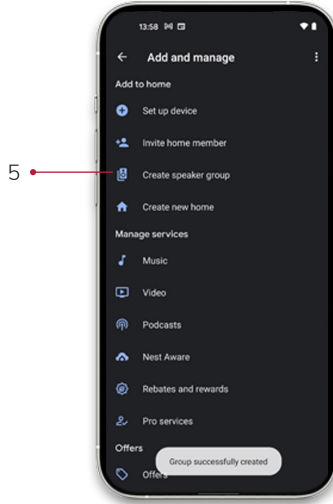 13:58
Add and manage
Add to home
Set up device
Invite home member
5
Create speaker group
Create new home
Manage services
Music
Video
Podcasts
Nest Aware
Rebates and rewards
Pro services
Offers
Group successfully created
Offers